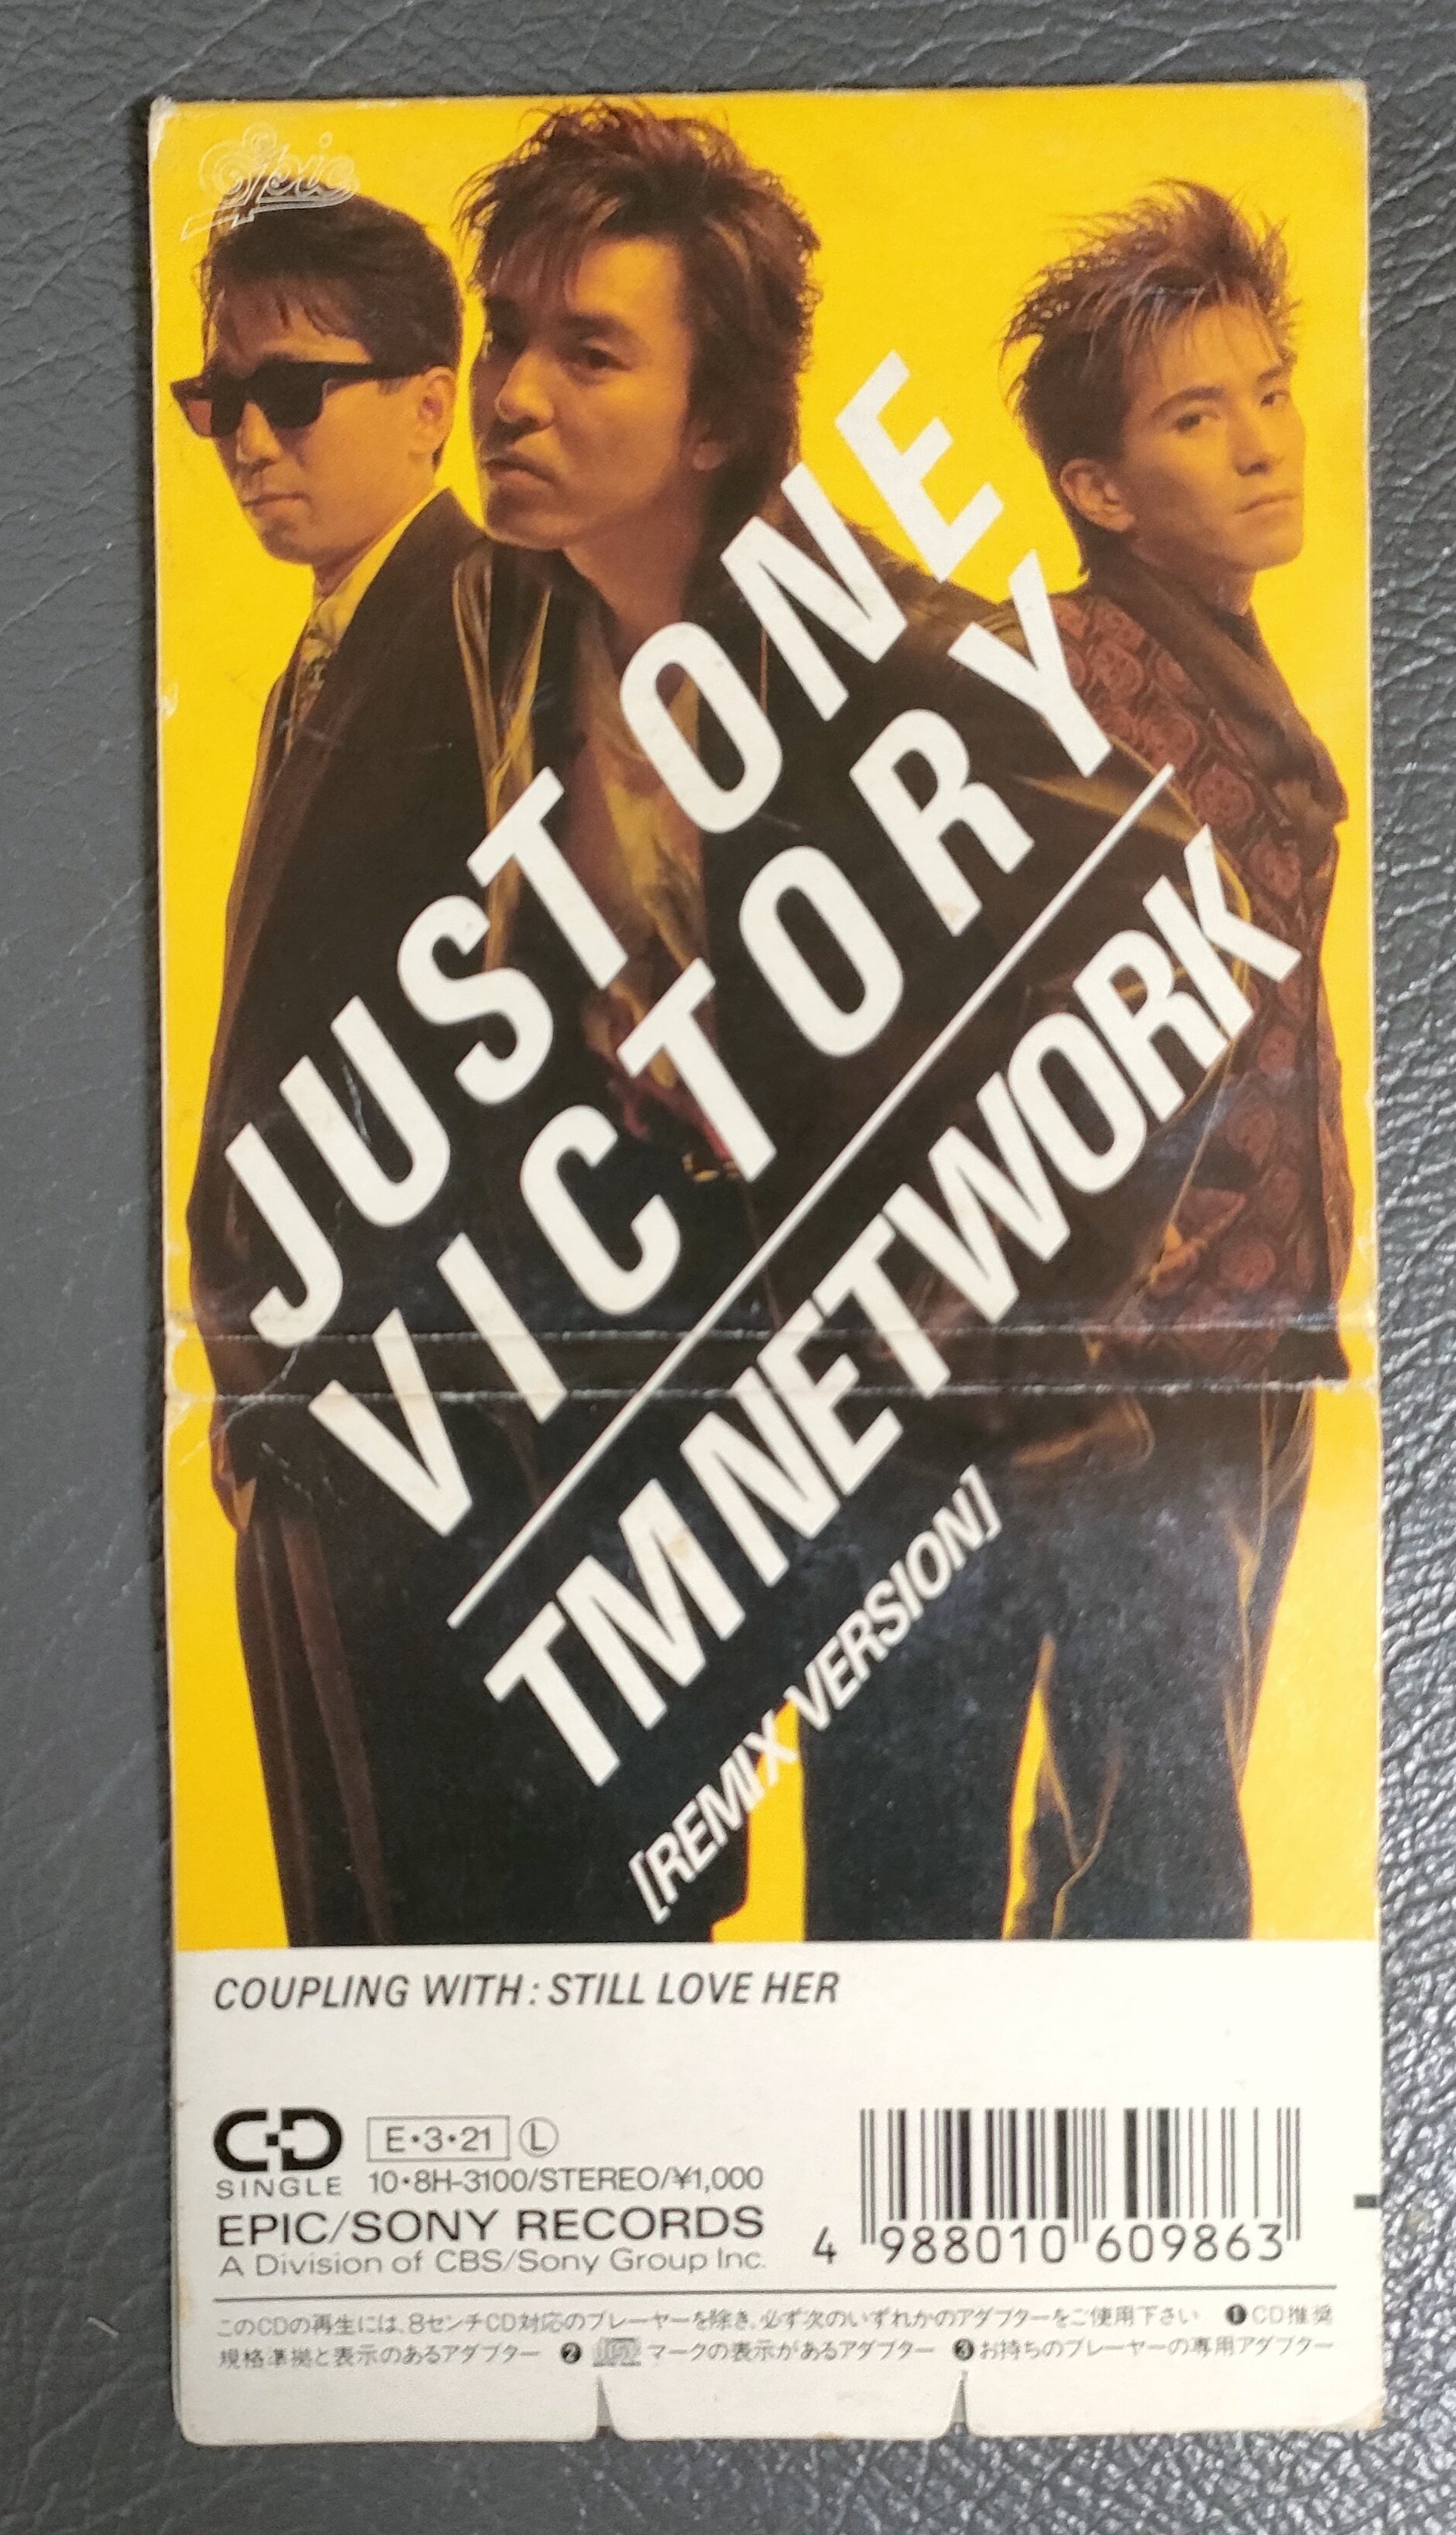 Epic
JUST ONE
VICTORY
TM NETWORK
[REMIX VERSION]
COUPLING WITH: STILL LOVE HER
CD
SINGLE
E・3・21 Ⓛ
10・8H-3100/STEREO/¥1,000
EPIC/SONY RECORDS
A Division of CBS/Sony Group Inc.
4 988010 609863
このCDの再生には、8センチCD対応のプレーヤーを除き、必ず次のいずれかのアダプターをご使用下さい ❶CD推奨
規格準拠と表示のあるアダプター ❷ マークの表示があるアダプター ❸お持ちのプレーヤーの専用アダプター